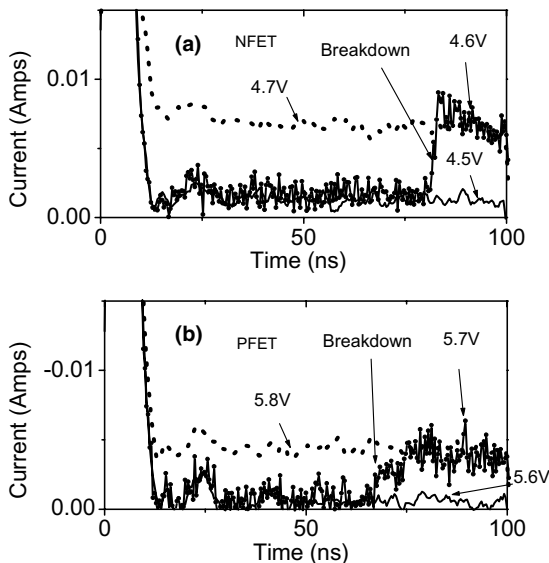 (a) NFET
Breakdown
4.6V
4.7V
4.5V
0.01
0.00
Current (Amps)
0 50 100
Time (ns)
(b) PFET
Breakdown
5.7V
5.8V
5.6V
-0.01
0.00
Current (Amps)
0 50 100
Time (ns)